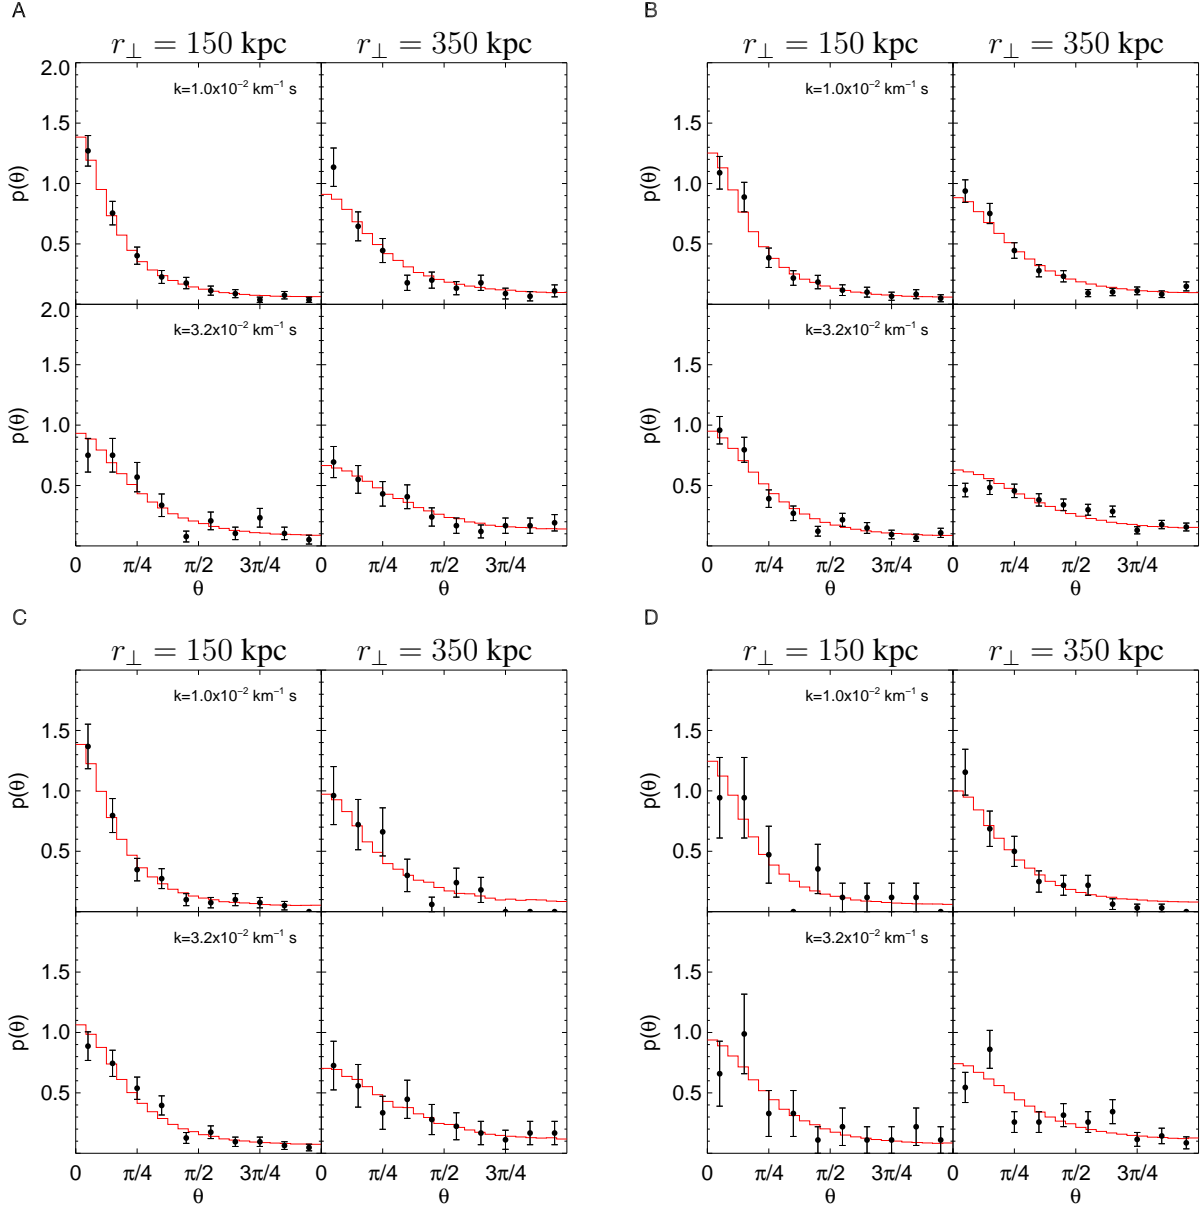 A
r⊥ = 150 kpc r⊥ = 350 kpc
2.0
k=1.0x10⁻² km⁻¹ s
1.5
1.0
0.5
p(θ)
2.0
k=3.2x10⁻² km⁻¹ s
1.5
1.0
0.5
p(θ)
0 π/4 π/2 3π/4 0 π/4 π/2 3π/4
θ θ
B
r⊥ = 150 kpc r⊥ = 350 kpc
2.0
k=1.0x10⁻² km⁻¹ s
1.5
1.0
0.5
p(θ)
2.0
k=3.2x10⁻² km⁻¹ s
1.5
1.0
0.5
p(θ)
0 π/4 π/2 3π/4 0 π/4 π/2 3π/4
θ θ
C
r⊥ = 150 kpc r⊥ = 350 kpc
k=1.0x10⁻² km⁻¹ s
1.5
1.0
0.5
p(θ)
k=3.2x10⁻² km⁻¹ s
1.5
1.0
0.5
p(θ)
0 π/4 π/2 3π/4 0 π/4 π/2 3π/4
θ θ
D
r⊥ = 150 kpc r⊥ = 350 kpc
k=1.0x10⁻² km⁻¹ s
1.5
1.0
0.5
p(θ)
k=3.2x10⁻² km⁻¹ s
1.5
1.0
0.5
p(θ)
0 π/4 π/2 3π/4 0 π/4 π/2 3π/4
θ θ